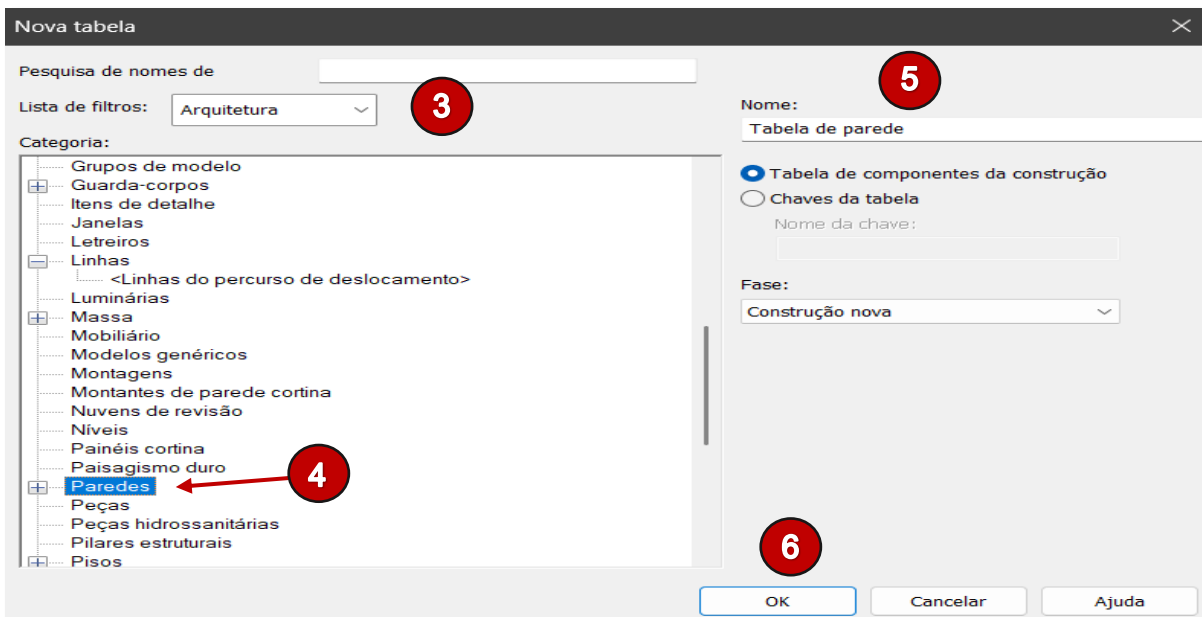 Nova tabela
Pesquisa de nomes de
Lista de filtros:
Arquitetura
3
Categoria:
Grupos de modelo
Guarda-corpos
Itens de detalhe
Janelas
Letreiros
Linhas
<Linhas do percurso de deslocamento>
Luminárias
Massa
Mobiliário
Modelos genéricos
Montagens
Montantes de parede cortina
Nuvens de revisão
Níveis
Painéis cortina
Paisagismo duro
Paredes
4
Peças
Peças hidrossanitárias
Pilares estruturais
Pisos
5
Nome:
Tabela de parede
Tabela de componentes da construção
Chaves da tabela
Nome da chave:
Fase:
Construção nova
6
OK
Cancelar
Ajuda